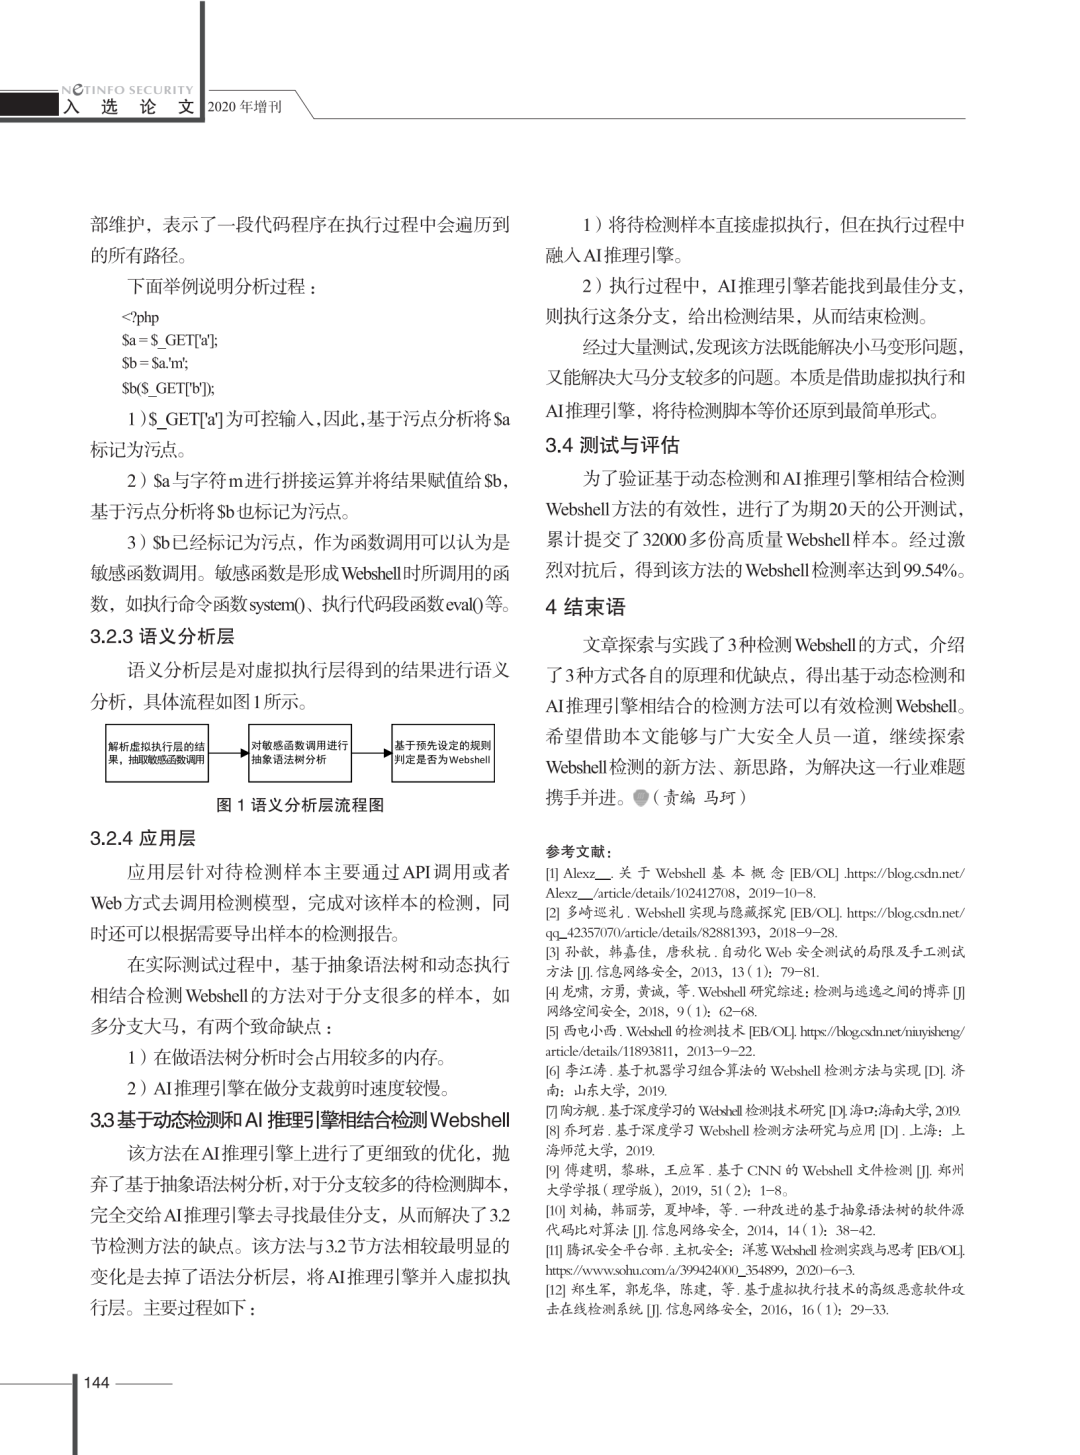 NETINFO SECURITY
入 选 论 文
2020 年增刊
部维护，表示了一段代码程序在执行过程中会遍历到
的所有路径。
下面举例说明分析过程：
<?php
$a = $_GET['a'];
$b = $a.'m';
$b($_GET['b']);
1）$_GET['a'] 为可控输入，因此，基于污点分析将 $a
标记为污点。
2）$a 与字符 m 进行拼接运算并将结果赋值给 $b，
基于污点分析将 $b 也标记为污点。
3）$b 已经标记为污点，作为函数调用可以认为是
敏感函数调用。敏感函数是形成 Webshell 时所调用的函
数，如执行命令函数 system()、执行代码段函数 eval() 等。
3.2.3 语义分析层
语义分析层是对虚拟执行层得到的结果进行语义
分析，具体流程如图 1 所示。
解析虚拟执行层的结
果，抽取敏感函数调用
对敏感函数调用进行
抽象语法树分析
基于预先设定的规则
判定是否为 Webshell
图 1 语义分析层流程图
3.2.4 应用层
应用层针对待检测样本主要通过 API 调用或者
Web 方式去调用检测模型，完成对该样本的检测，同
时还可以根据需要导出样本的检测报告。
在实际测试过程中，基于抽象语法树和动态执行
相结合检测 Webshell 的方法对于分支很多的样本，如
多分支大马，有两个致命缺点：
1）在做语法树分析时会占用较多的内存。
2）AI 推理引擎在做分支裁剪时速度较慢。
3.3 基于动态检测和 AI 推理引擎相结合检测 Webshell
该方法在 AI 推理引擎上进行了更细致的优化，抛
弃了基于抽象语法树分析，对于分支较多的待检测脚本，
完全交给 AI 推理引擎去寻找最佳分支，从而解决了 3.2
节检测方法的缺点。该方法与 3.2 节方法相较最明显的
变化是去掉了语法分析层，将 AI 推理引擎并入虚拟执
行层。主要过程如下：
1）将待检测样本直接虚拟执行，但在执行过程中
融入 AI 推理引擎。
2）执行过程中，AI 推理引擎若能找到最佳分支，
则执行这条分支，给出检测结果，从而结束检测。
经过大量测试，发现该方法既能解决小马变形问题，
又能解决大马分支较多的问题。本质是借助虚拟执行和
AI 推理引擎，将待检测脚本等价还原到最简单形式。
3.4 测试与评估
为了验证基于动态检测和 AI 推理引擎相结合检测
Webshell 方法的有效性，进行了为期 20 天的公开测试，
累计提交了 32000 多份高质量 Webshell 样本。经过激
烈对抗后，得到该方法的 Webshell 检测率达到 99.54%。
4 结束语
文章探索与实践了 3 种检测 Webshell 的方式，介绍
了 3 种方式各自的原理和优缺点，得出基于动态检测和
AI 推理引擎相结合的检测方法可以有效检测 Webshell。
希望借助本文能够与广大安全人员一道，继续探索
Webshell 检测的新方法、新思路，为解决这一行业难题
携手并进。（责编 马珂）
参考文献：
[1] Alexz__. 关 于 Webshell 基 本 概 念 [EB/OL] .https://blog.csdn.net/
Alexz__/article/details/102412708，2019-10-8.
[2] 多崎巡礼 . Webshell 实现与隐藏探究 [EB/OL]. https://blog.csdn.net/
qq_42357070/article/details/82881393，2018-9-28.
[3] 孙歆，韩嘉佳，唐秋杭 . 自动化 Web 安全测试的局限及手工测试
方法 [J]. 信息网络安全，2013，13（1）：79-81.
[4] 龙啸，方勇，黄诚，等 . Webshell 研究综述：检测与逃逸之间的博弈 [J]
网络空间安全，2018，9（1）：62-68.
[5] 西电小西 . Webshell 的检测技术 [EB/OL]. https://blog.csdn.net/niuyisheng/
article/details/11893811，2013-9-22.
[6] 李江涛 . 基于机器学习组合算法的 Webshell 检测方法与实现 [D]. 济
南：山东大学，2019.
[7] 陶方舰 . 基于深度学习的 Webshell 检测技术研究 [D]. 海口：海南大学，2019.
[8] 乔珂岩 . 基于深度学习 Webshell 检测方法研究与应用 [D] . 上海：上
海师范大学，2019.
[9] 傅建明，黎琳，王应军 . 基于 CNN 的 Webshell 文件检测 [J]. 郑州
大学学报（理学版），2019，51（2）：1-8。
[10] 刘楠，韩丽芳，夏坤峰，等 . 一种改进的基于抽象语法树的软件源
代码比对算法 [J]. 信息网络安全，2014，14（1）：38-42.
[11] 腾讯安全平台部 . 主机安全：洋葱 Webshell 检测实践与思考 [EB/OL].
https://www.sohu.com/a/399424000_354899，2020-6-3.
[12] 郑生军，郭龙华，陈建，等 . 基于虚拟执行技术的高级恶意软件攻
击在线检测系统 [J]. 信息网络安全，2016，16（1）：29-33.
144